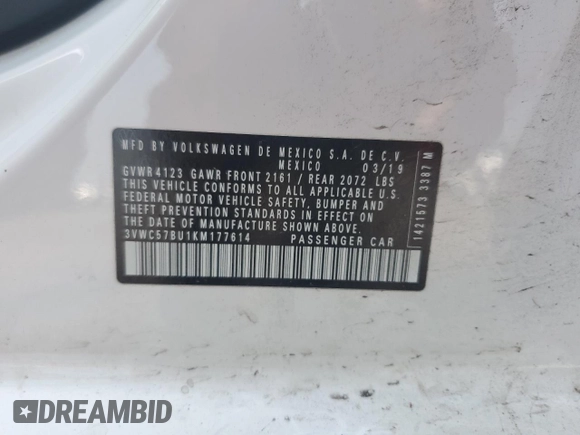 MFD BY VOLKSWAGEN DE MEXICO S.A. DE C.V.
MEXICO 03/19
GVWR 4123 GAWR FRONT 2161 / REAR 2072 LBS
THIS VEHICLE CONFORMS TO ALL APPLICABLE
FEDERAL MOTOR VEHICLE SAFETY, BUMPER AND
THEFT PREVENTION STANDARDS IN EFFECT ON
THE DATE OF MANUFACTURE SHOWN ABOVE.
3VWC57BU1KM177614 PASSENGER CAR
1421573 3387 M
DREAMBID